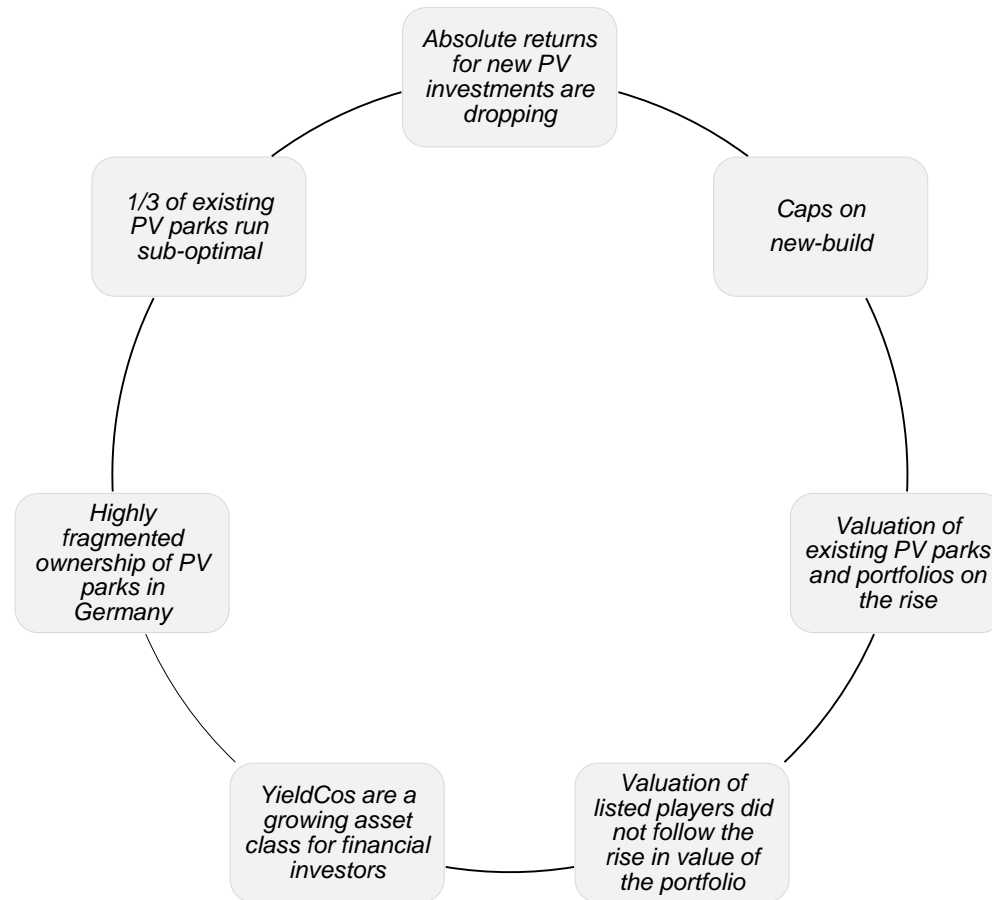 Absolute returns
for new PV
investments are
dropping
Caps on
new-build
Valuation of
existing PV parks
and portfolios on
the rise
Valuation of
listed players did
not follow the
rise in value of
the portfolio
YieldCos are a
growing asset
class for financial
investors
Highly
fragmented
ownership of PV
parks in
Germany
1/3 of existing
PV parks run
sub-optimal